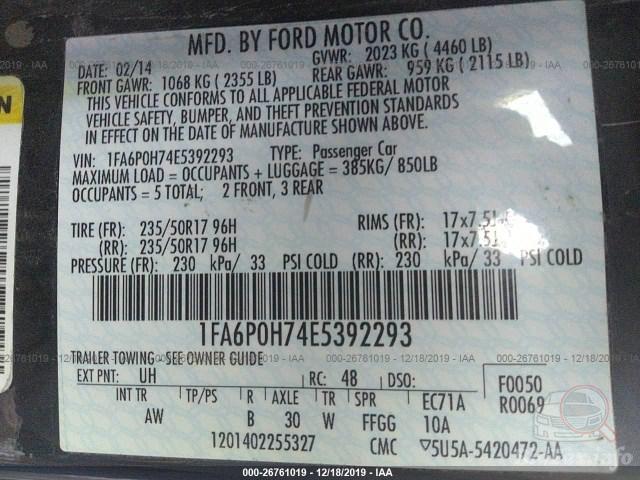 MFD. BY FORD MOTOR CO.
DATE: 02/14 GVWR: 2023 KG ( 4460 LB)
FRONT GAWR: 1068 KG ( 2355 LB) REAR GAWR: 959 KG ( 2115 LB)
THIS VEHICLE CONFORMS TO ALL APPLICABLE FEDERAL MOTOR
VEHICLE SAFETY, BUMPER, AND THEFT PREVENTION STANDARDS
IN EFFECT ON THE DATE OF MANUFACTURE SHOWN ABOVE.
000-26761019 - 12/18/2019 - IAA
VIN: 1FA6P0H74E5392293 TYPE: Passenger Car
MAXIMUM LOAD = OCCUPANTS + LUGGAGE = 385KG/ 850LB
OCCUPANTS = 5 TOTAL; 2 FRONT, 3 REAR
TIRE (FR): 235/50R17 96H RIMS (FR): 17x7.5J
(RR): 235/50R17 96H (RR): 17x7.5J
PRESSURE (FR) 230 kPa/ 33 PSI COLD (RR): 230 kPa/ 33 PSI COLD
1FA6P0H74E5392293
TRAILER TOWING - SEE OWNER GUIDE
EXT PNT: UH RC: 48 DSO: F0050
INT TR TP/PS R AXLE TR SPR EC71A R0069
AW B 30 W FFGG 10A
1201402255327 CMC ▽5U5A-5420472-AA
000-26761019 - 12/18/2019 - IAA